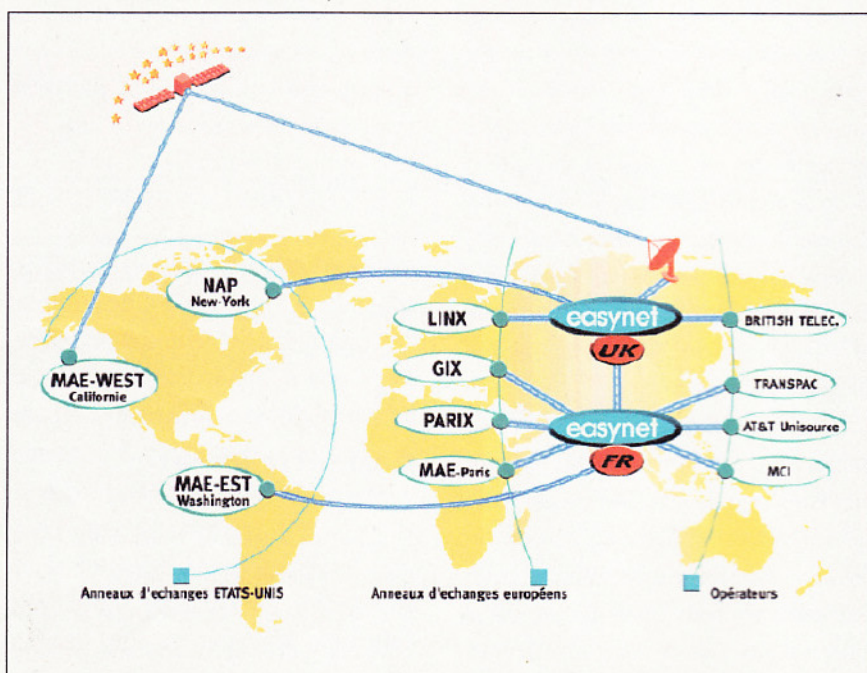 NAP
New-York
MAE-WEST
Californie
MAE-EST
Washington
LINX
GIX
PARIX
MAE-Paris
easynet
UK
easynet
FR
BRITISH TELEC.
TRANSPAC
AT&T Unisource
MCI
Anneaux d'echanges ETATS-UNIS
Anneaux d'echanges européens
Opérateurs